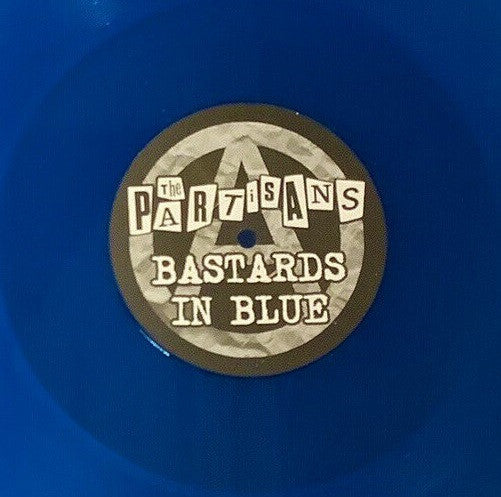 The
PARTiSANS
BASTARDS
IN BLUE